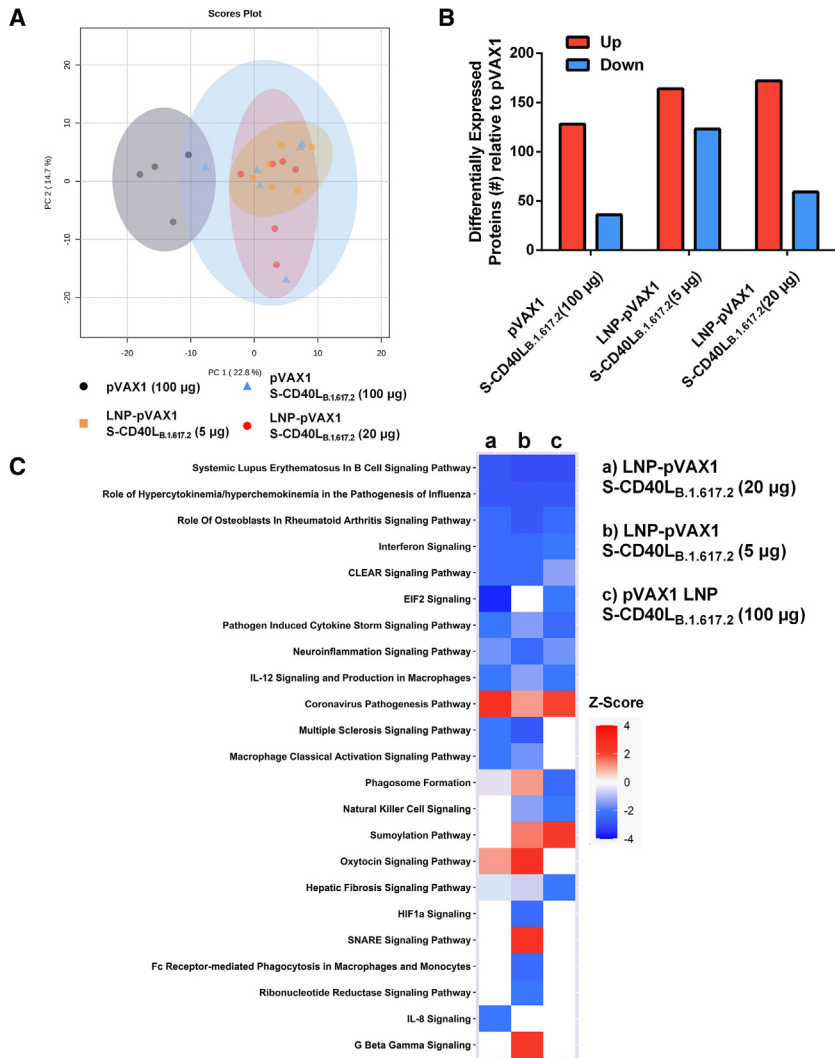 A
Scores Plot
PC 2 ( 14.7 %)
20
10
0
-10
-20
-20
-10
0
10
20
PC 1 ( 22.8 %)
pVAX1 (100 µg)
pVAX1
S-CD40LB.1.617.2 (100 µg)
LNP-pVAX1
S-CD40LB.1.617.2 (5 µg)
LNP-pVAX1
S-CD40LB.1.617.2 (20 µg)
B
Up
Down
Differentially Expressed
Proteins (#) relative to pVAX1
200
150
100
50
0
pVAX1
S-CD40LB.1.617.2(100 µg)
LNP-pVAX1
S-CD40LB.1.617.2(5 µg)
LNP-pVAX1
S-CD40LB.1.617.2(20 µg)
C
a b c
Systemic Lupus Erythematosus In B Cell Signaling Pathway
Role of Hypercytokinemia/hyperchemokinemia in the Pathogenesis of Influenza
Role Of Osteoblasts In Rheumatoid Arthritis Signaling Pathway
Interferon Signaling
CLEAR Signaling Pathway
EIF2 Signaling
Pathogen Induced Cytokine Storm Signaling Pathway
Neuroinflammation Signaling Pathway
IL-12 Signaling and Production in Macrophages
Coronavirus Pathogenesis Pathway
Multiple Sclerosis Signaling Pathway
Macrophage Classical Activation Signaling Pathway
Phagosome Formation
Natural Killer Cell Signaling
Sumoylation Pathway
Oxytocin Signaling Pathway
Hepatic Fibrosis Signaling Pathway
HIF1a Signaling
SNARE Signaling Pathway
Fc Receptor-mediated Phagocytosis in Macrophages and Monocytes
Ribonucleotide Reductase Signaling Pathway
IL-8 Signaling
G Beta Gamma Signaling
a) LNP-pVAX1
S-CD40LB.1.617.2 (20 µg)
b) LNP-pVAX1
S-CD40LB.1.617.2 (5 µg)
c) pVAX1 LNP
S-CD40LB.1.617.2 (100 µg)
Z-Score
4
2
0
-2
-4